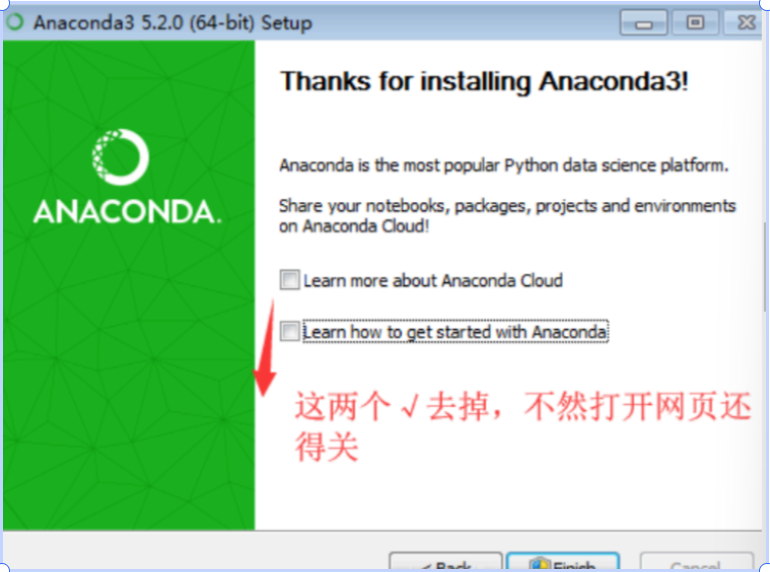 Anaconda3 5.2.0 (64-bit) Setup
Thanks for installing Anaconda3!
ANACONDA.
Anaconda is the most popular Python data science platform.
Share your notebooks, packages, projects and environments
on Anaconda Cloud!
Learn more about Anaconda Cloud
Learn how to get started with Anaconda
这两个√去掉，不然打开网页还
得关
< Back
Finish
Cancel